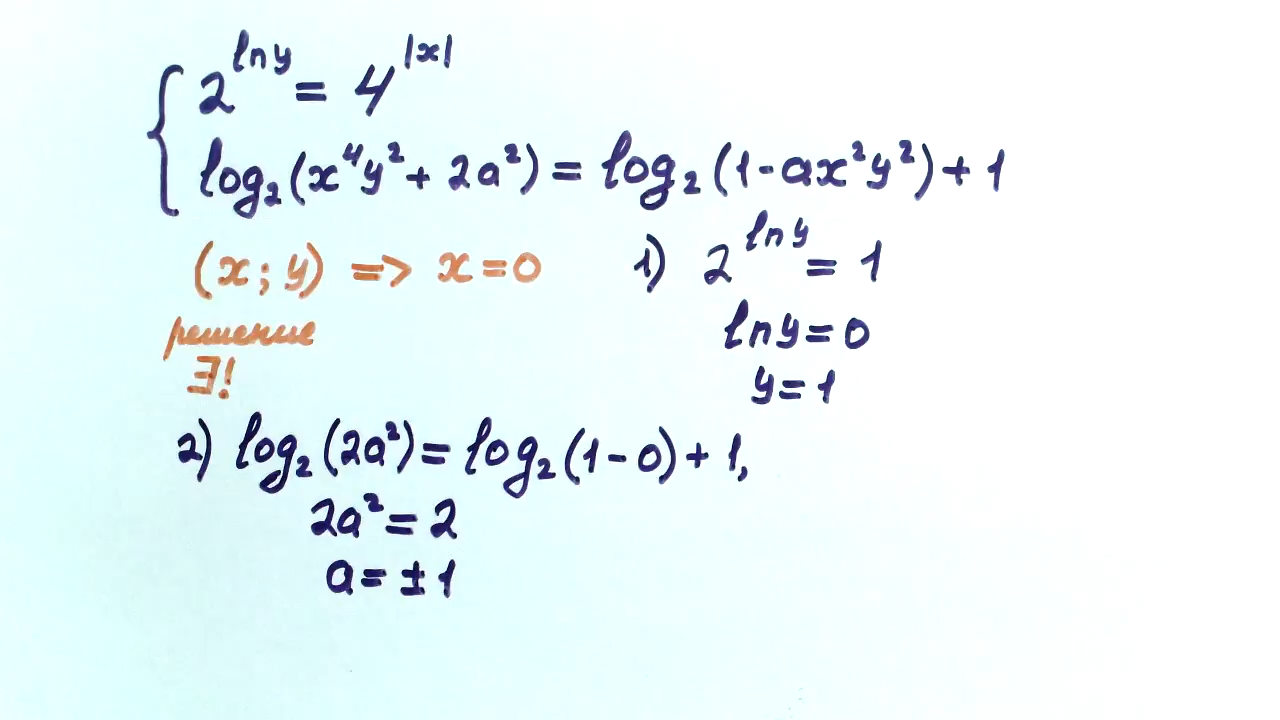 2^{ln y} = 4^{|x|}
log₂(x⁴y² + 2a²) = log₂(1 - ax²y²) + 1
(x; y) => x = 0
решение
∃!
1) 2^{ln y} = 1
ln y = 0
y = 1
2) log₂(2a²) = log₂(1 - 0) + 1,
2a² = 2
a = ± 1